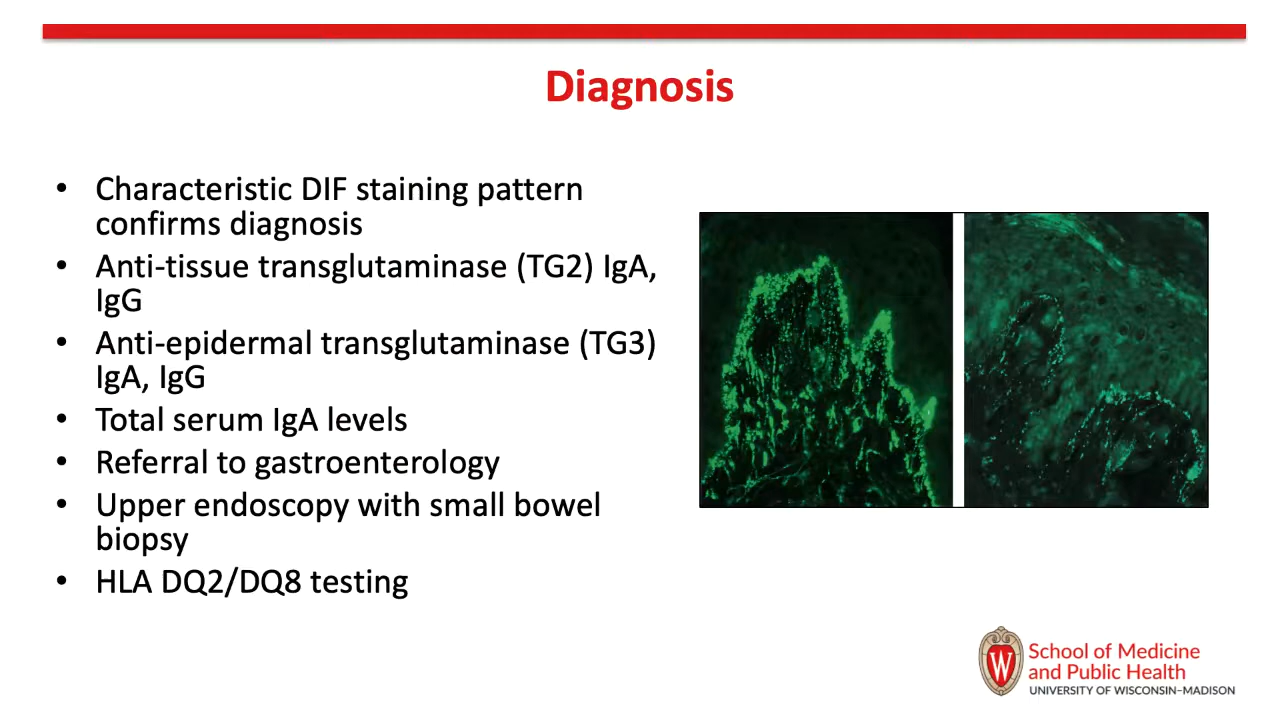 Diagnosis
• Characteristic DIF staining pattern
confirms diagnosis
• Anti-tissue transglutaminase (TG2) IgA,
IgG
• Anti-epidermal transglutaminase (TG3)
IgA, IgG
• Total serum IgA levels
• Referral to gastroenterology
• Upper endoscopy with small bowel
biopsy
• HLA DQ2/DQ8 testing
W
School of Medicine
and Public Health
UNIVERSITY OF WISCONSIN–MADISON